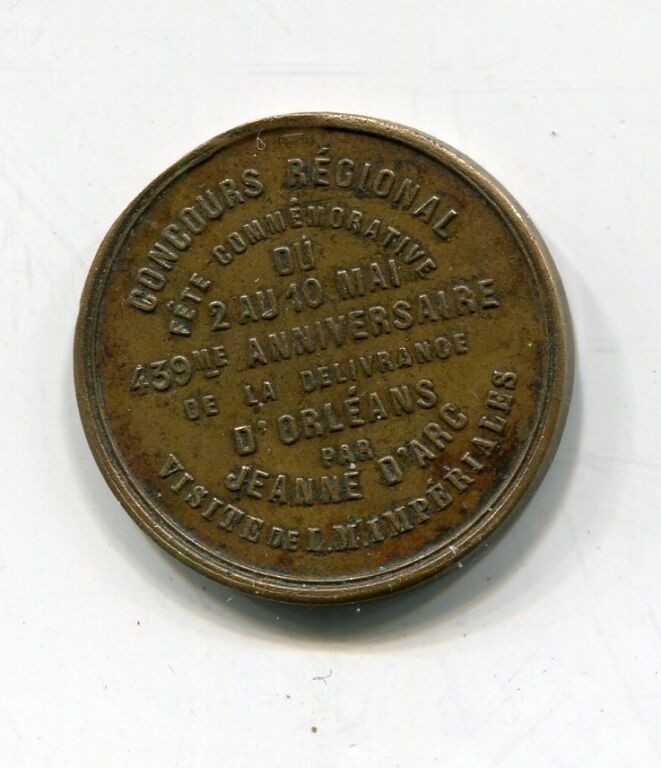 CONCOURS RÉGIONAL
FÊTE COMMÉMORATIVE
DU
2 AU 10 MAI
439ME ANNIVERSAIRE
DE LA DELIVRANCE
D'ORLÉANS
PAR
JEANNE D'ARC
VISITE DE L.M IMPÉRIALES